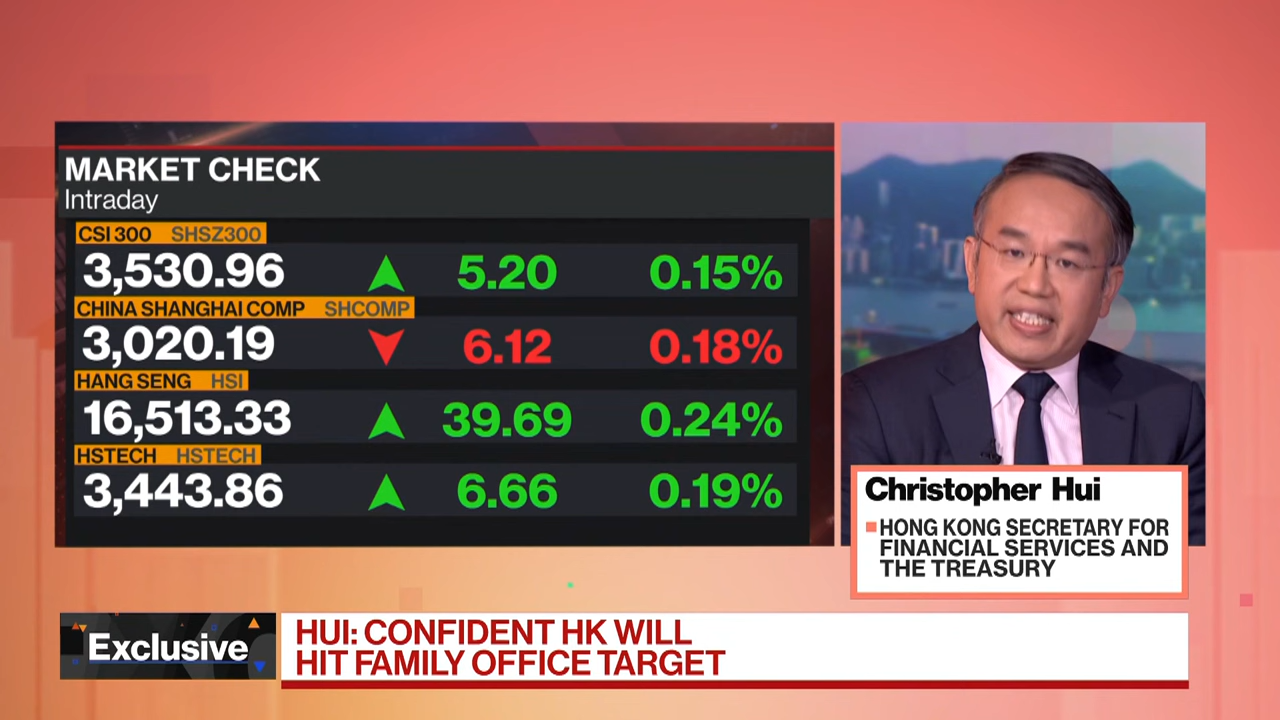 MARKET CHECK
Intraday
CSI 300 SHSZ300
3,530.96 5.20 0.15%
CHINA SHANGHAI COMP SHCOMP
3,020.19 6.12 0.18%
HANG SENG HSI
16,513.33 39.69 0.24%
HSTECH HSTECH
3,443.86 6.66 0.19%
Christopher Hui
HONG KONG SECRETARY FOR
FINANCIAL SERVICES AND
THE TREASURY
Exclusive
HUI: CONFIDENT HK WILL
HIT FAMILY OFFICE TARGET